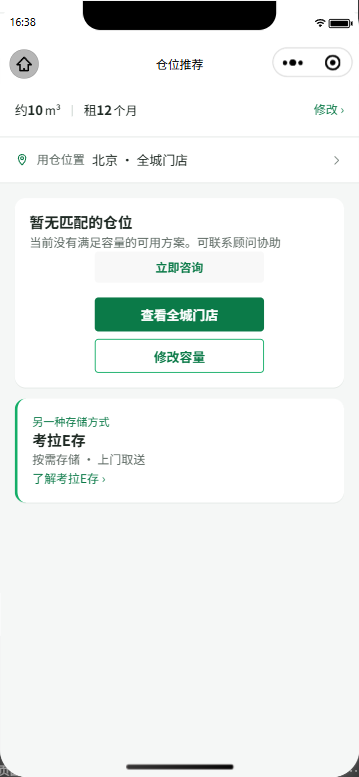 16:38
仓位推荐
约10 m³ | 租12个月 修改 ›
用仓位置 北京 · 全城门店 ›
暂无匹配的仓位
当前没有满足容量的可用方案。可联系顾问协助
立即咨询
查看全城门店
修改容量
另一种存储方式
考拉E存
按需存储 · 上门取送
了解考拉E存 ›